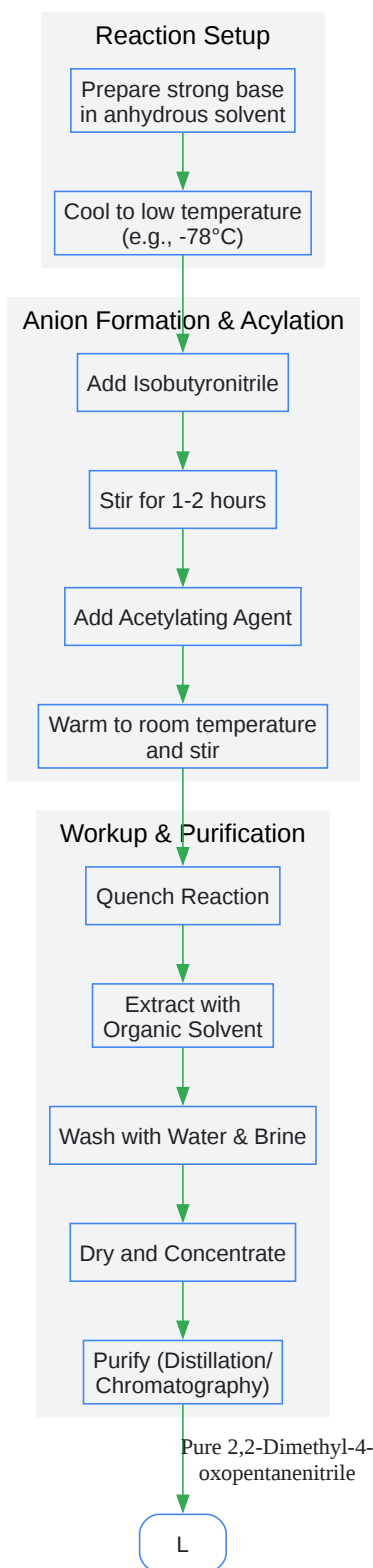 Reaction Setup
Prepare strong base
in anhydrous solvent
Cool to low temperature
(e.g., -78°C)
Anion Formation & Acylation
Add Isobutyronitrile
Stir for 1-2 hours
Add Acetylating Agent
Warm to room temperature
and stir
Workup & Purification
Quench Reaction
Extract with
Organic Solvent
Wash with Water & Brine
Dry and Concentrate
Purify (Distillation/
Chromatography)
Pure 2,2-Dimethyl-4-
oxopentanenitrile
L